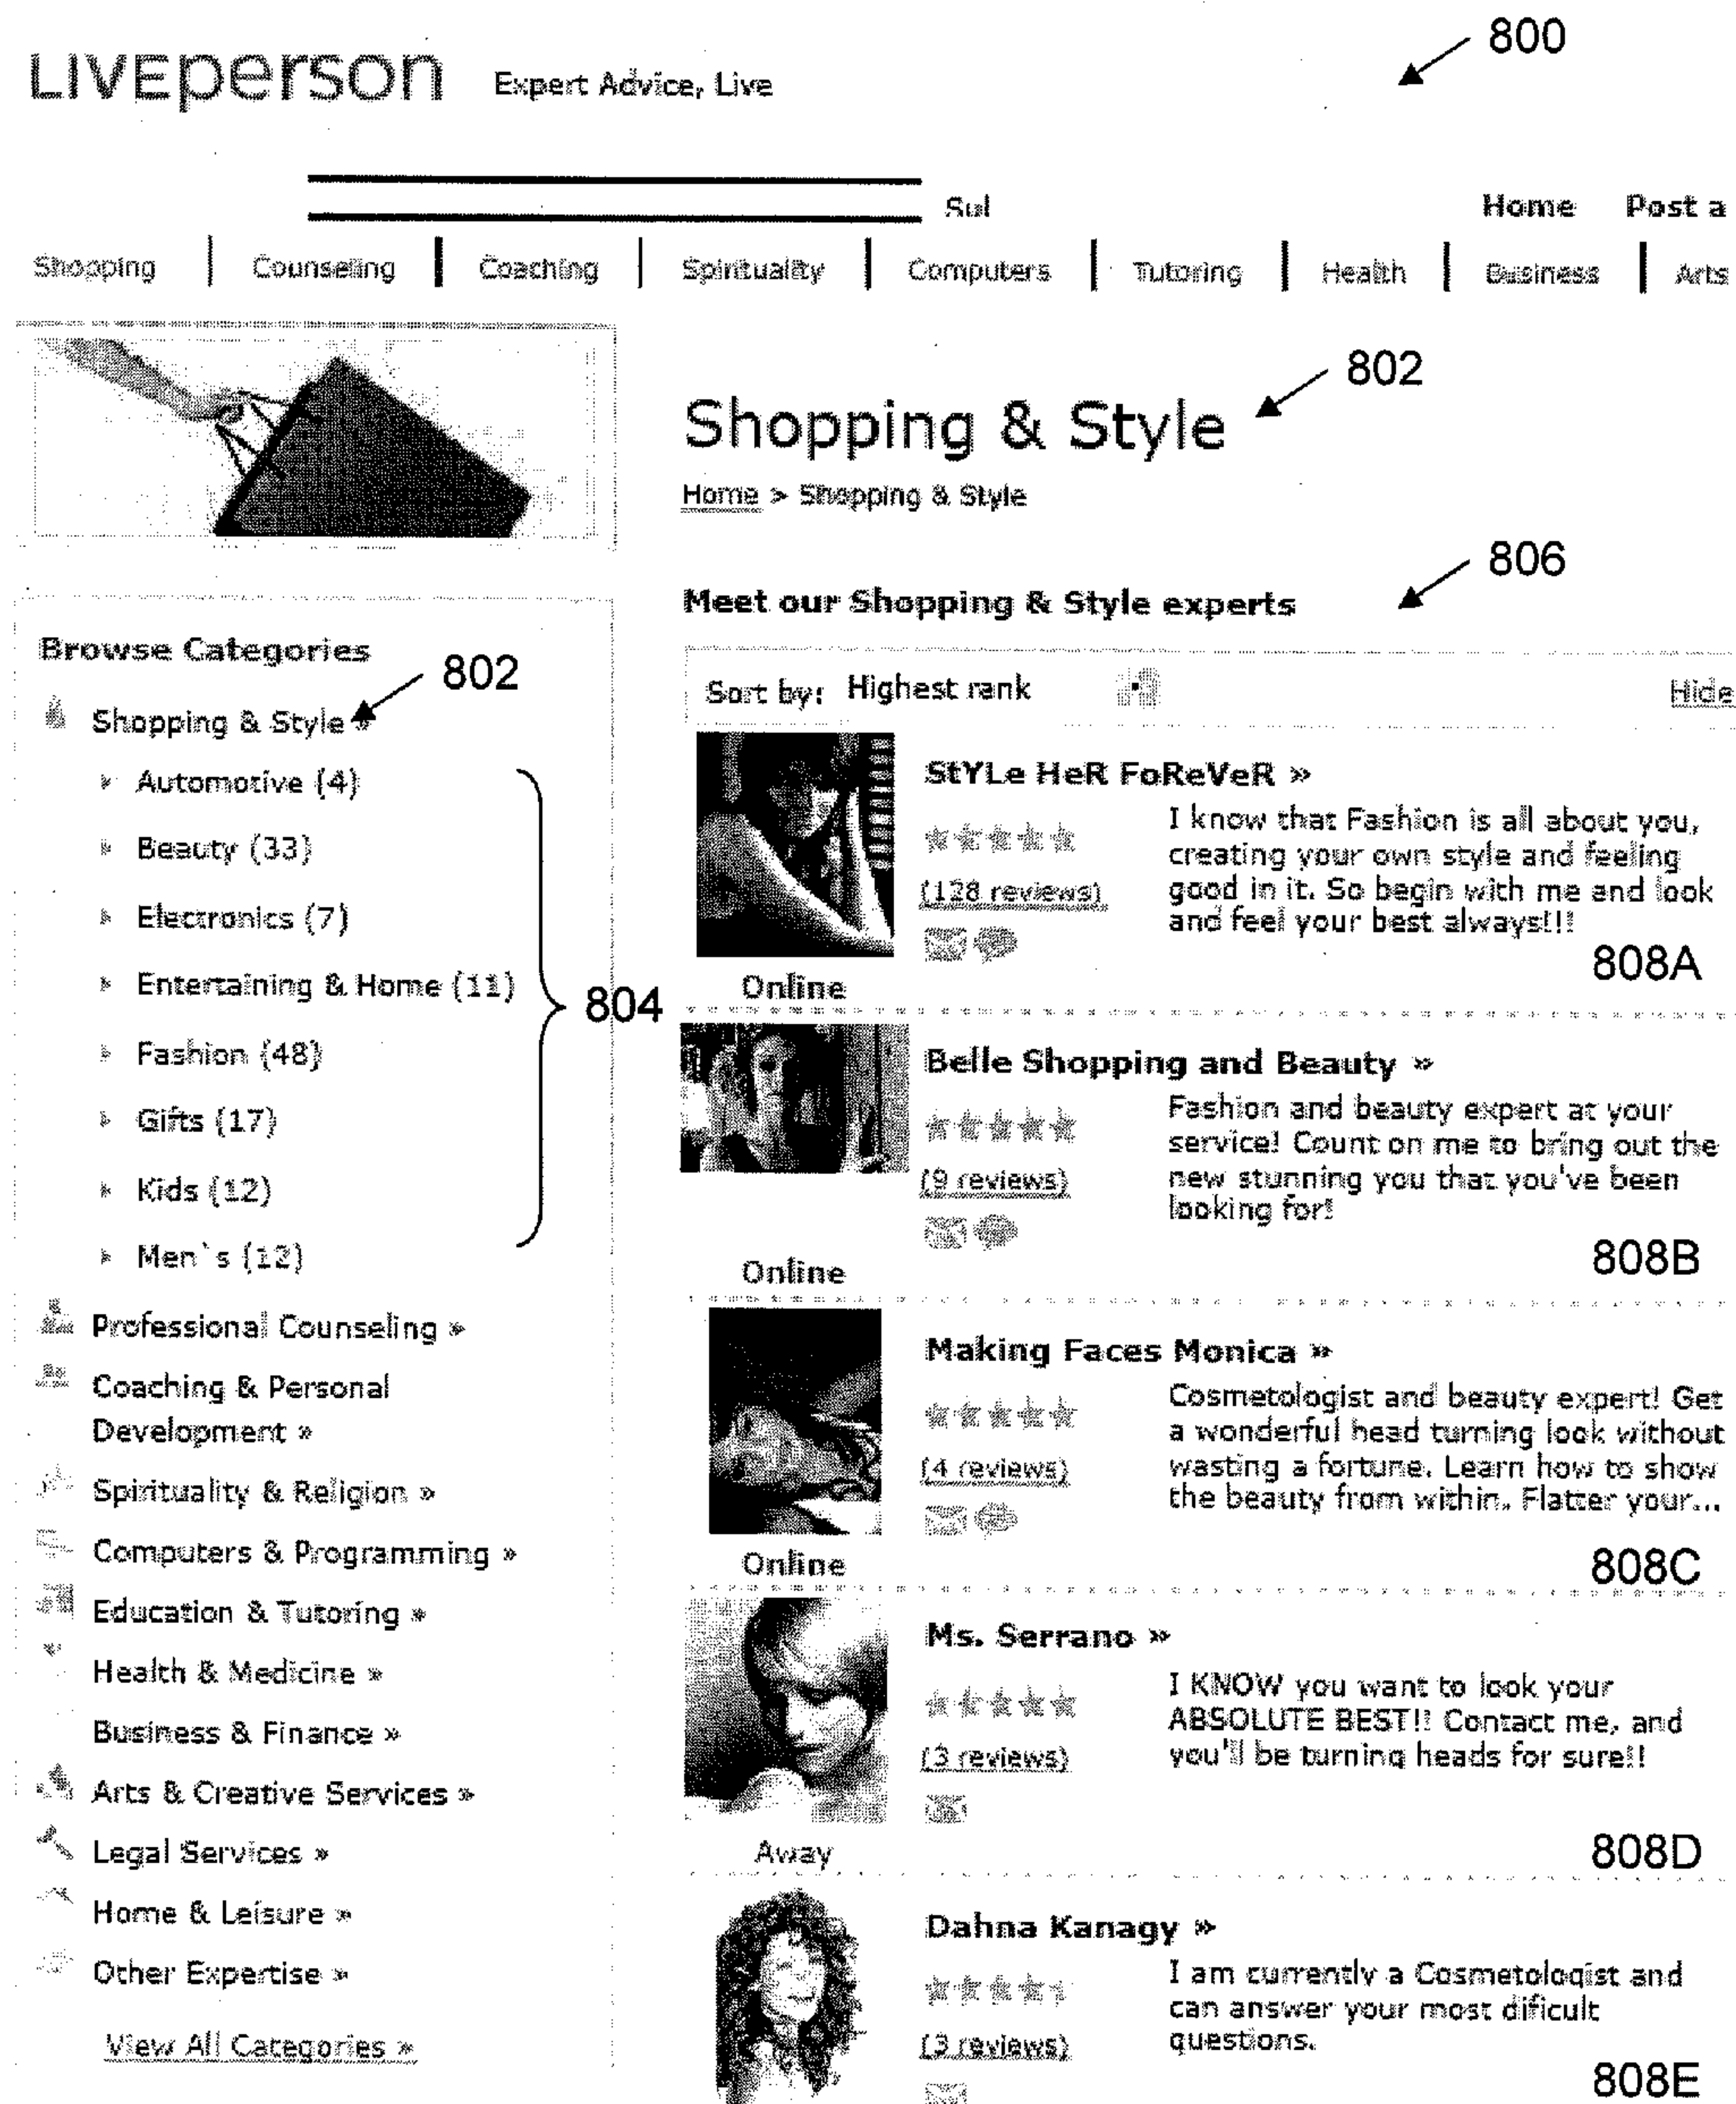 800
LIVEperson Expert Advice, Live
Sul Home Post a
Shopping Counseling Coaching Spirituality Computers Tutoring Health Business Arts
802
Shopping & Style
Home > Shopping & Style
806
Meet our Shopping & Style experts
Browse Categories
802
Shopping & Style »
Automotive (4)
Beauty (33)
Electronics (7)
Entertaining & Home (11)
Fashion (48)
Gifts (17)
Kids (12)
Men`s (12)
804
Professional Counseling »
Coaching & Personal
Development »
Spirituality & Religion »
Computers & Programming »
Education & Tutoring »
Health & Medicine »
Business & Finance »
Arts & Creative Services »
Legal Services »
Home & Leisure »
Other Expertise »
View All Categories »
Sort by: Highest rank Hide
StYLe HeR FoReVeR »
(128 reviews)
I know that Fashion is all about you,
creating your own style and feeling
good in it. So begin with me and look
and feel your best always!!!
808A
Online
Belle Shopping and Beauty »
(9 reviews)
Fashion and beauty expert at your
service! Count on me to bring out the
new stunning you that you've been
looking for!
808B
Online
Making Faces Monica »
(4 reviews)
Cosmetologist and beauty expert! Get
a wonderful head turning look without
wasting a fortune. Learn how to show
the beauty from within. Flatter your...
808C
Online
Ms. Serrano »
(3 reviews)
I KNOW you want to look your
ABSOLUTE BEST!! Contact me, and
you'll be turning heads for sure!!
808D
Away
Dahna Kanagy »
(3 reviews)
I am currently a Cosmetologist and
can answer your most dificult
questions.
808E